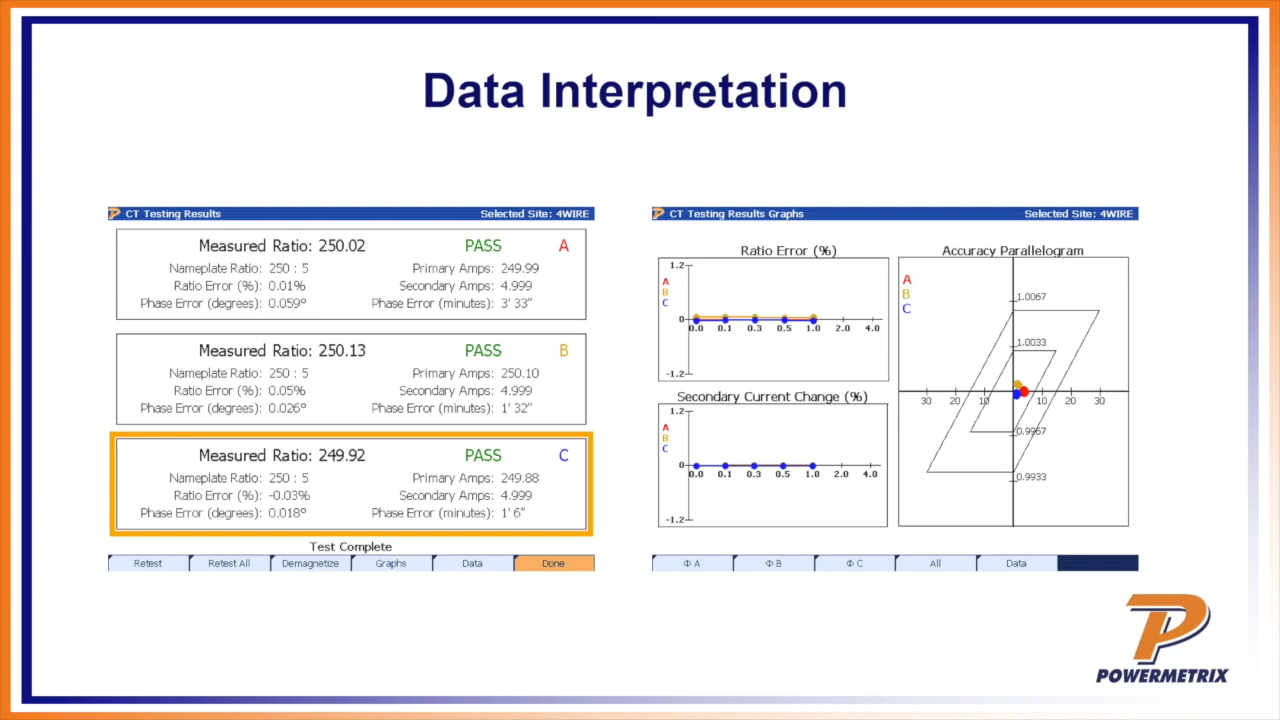 Data Interpretation
CT Testing Results Selected Site: 4WIRE
Measured Ratio: 250.02 PASS A
Nameplate Ratio: 250 : 5 Primary Amps: 249.99
Ratio Error (%): 0.01% Secondary Amps: 4.999
Phase Error (degrees): 0.059° Phase Error (minutes): 3' 33"
Measured Ratio: 250.13 PASS B
Nameplate Ratio: 250 : 5 Primary Amps: 250.10
Ratio Error (%): 0.05% Secondary Amps: 4.999
Phase Error (degrees): 0.026° Phase Error (minutes): 1' 32"
Measured Ratio: 249.92 PASS C
Nameplate Ratio: 250 : 5 Primary Amps: 249.88
Ratio Error (%): -0.03% Secondary Amps: 4.999
Phase Error (degrees): 0.018° Phase Error (minutes): 1' 6"
Test Complete
Retest Retest All Demagnetize Graphs Data Done
CT Testing Results Graphs Selected Site: 4WIRE
Ratio Error (%)
1.2
A
B
C
0
0.0 0.1 0.3 0.5 1.0 2.0 4.0
-1.2
Secondary Current Change (%)
1.2
A
B
C
0
0.0 0.1 0.3 0.5 1.0 2.0 4.0
-1.2
Accuracy Parallelogram
A
B
C
1.0067
1.0033
30 20 10 10 20 30
0.9967
0.9933
Φ A Φ B Φ C All Data
P
POWERMETRIX